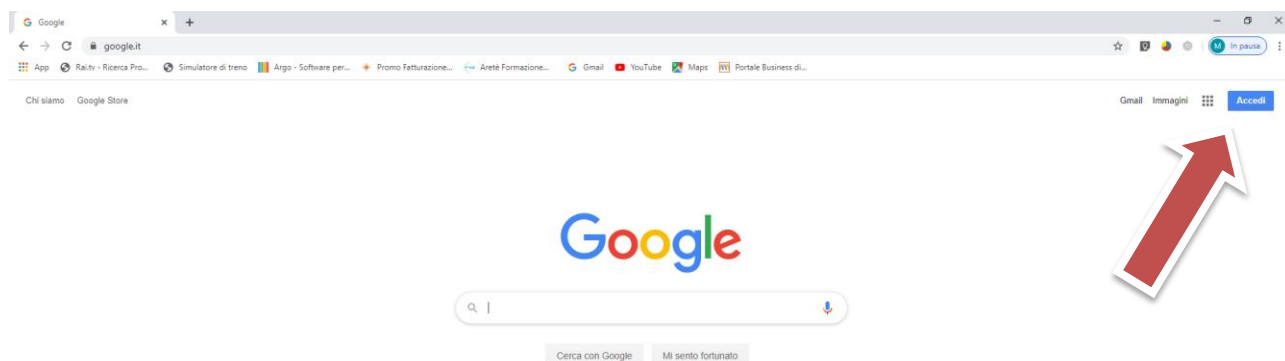 Google
google.it
M In pausa
App Rai.tv - Ricerca Pro... Simulatore di treno Argo - Software per... Promo Fatturazione... Aretè Formazione... Gmail YouTube Maps Portale Business di...
Chi siamo Google Store Gmail Immagini Accedi
Google
Cerca con Google Mi sento fortunato